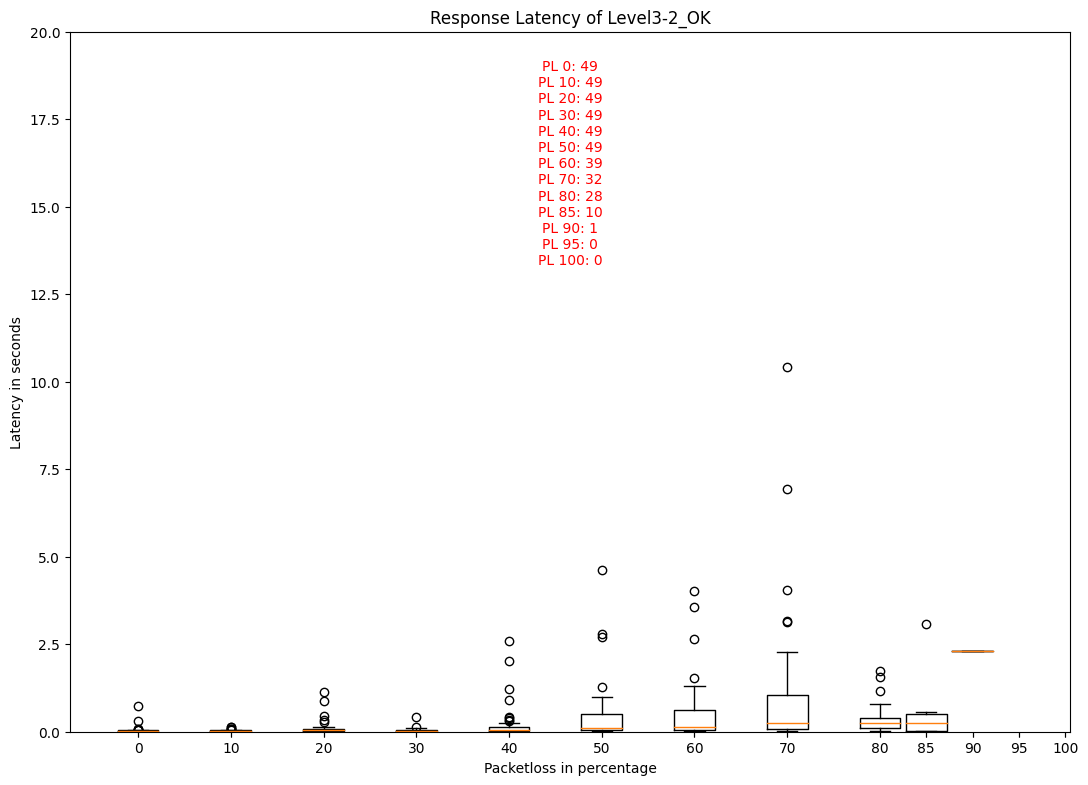 Response Latency of Level3-2_OK
20.0
17.5
15.0
12.5
10.0
7.5
5.0
2.5
0.0
Latency in seconds
PL 0: 49
PL 10: 49
PL 20: 49
PL 30: 49
PL 40: 49
PL 50: 49
PL 60: 39
PL 70: 32
PL 80: 28
PL 85: 10
PL 90: 1
PL 95: 0
PL 100: 0
0 10 20 30 40 50 60 70 80 85 90 95 100
Packetloss in percentage